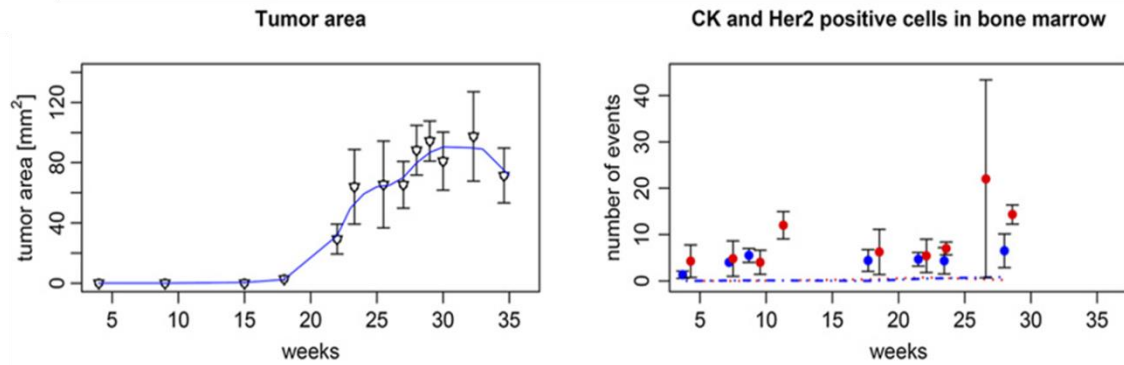 Tumor area
tumor area [mm²]
0 40 80 120
5 10 15 20 25 30 35
weeks
CK and Her2 positive cells in bone marrow
number of events
0 10 20 30 40
5 10 15 20 25 30 35
weeks